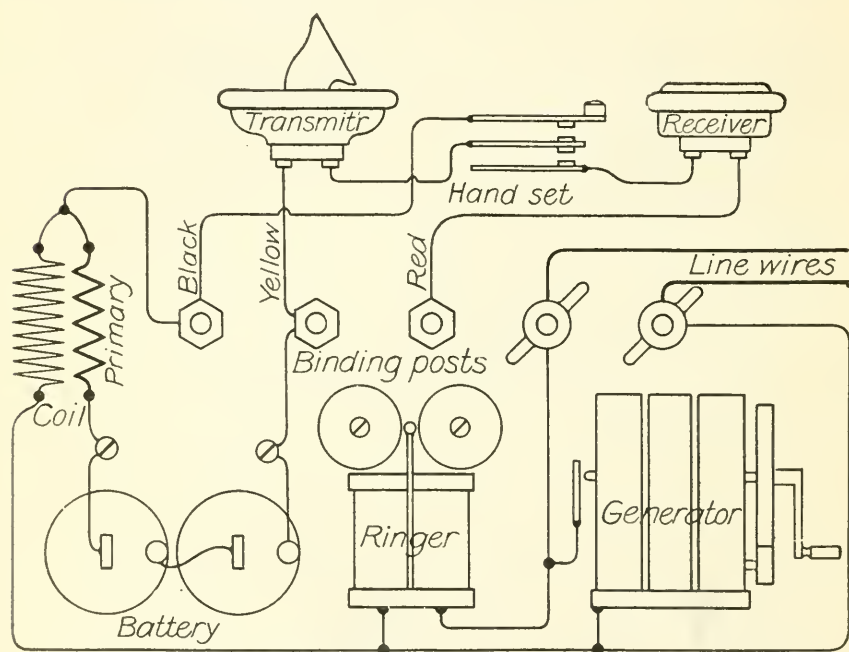 Transmitr
Receiver
Hand set
Black
Yellow
Red
Line wires
Primary
Binding posts
Coil
Ringer
Generator
Battery